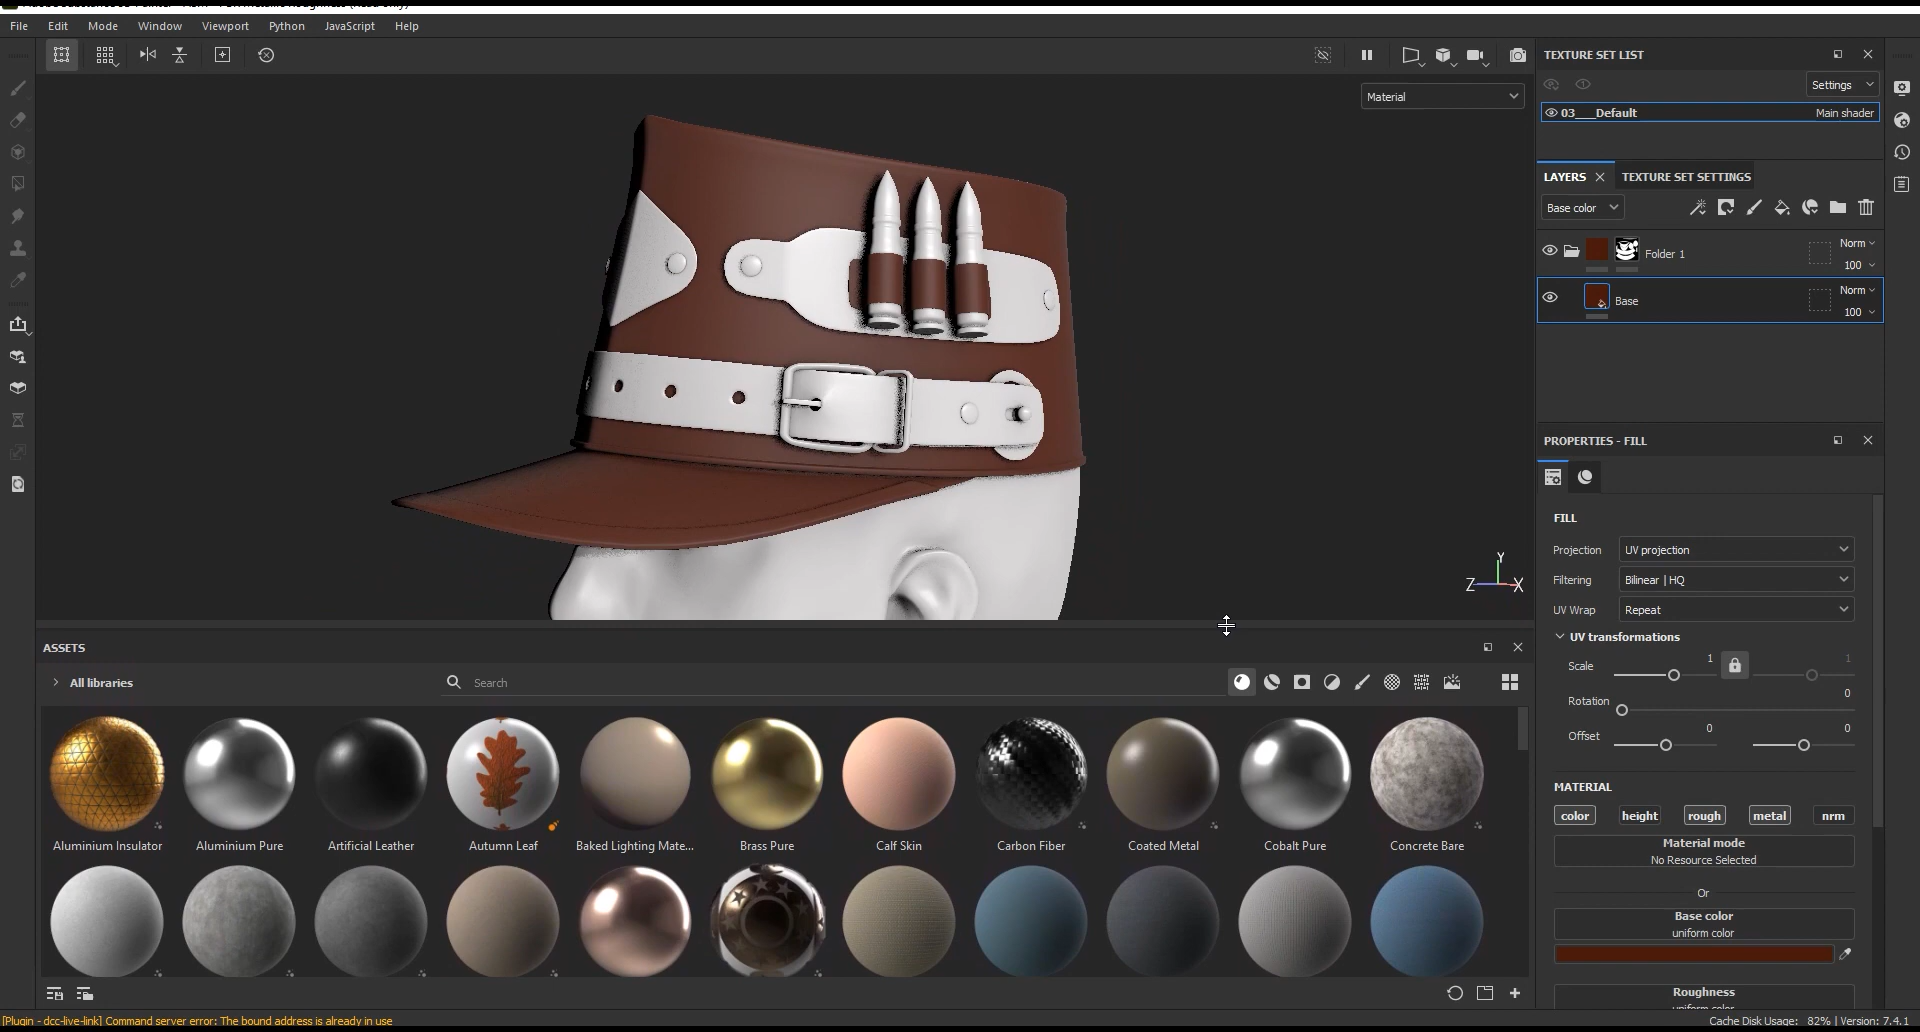 File Edit Mode Window Viewport Python JavaScript Help
Material
Y
Z X
TEXTURE SET LIST
Settings
03___Default Main shader
LAYERS TEXTURE SET SETTINGS
Base color
Folder 1 Norm
100
Base Norm
100
PROPERTIES - FILL
FILL
Projection UV projection
Filtering Bilinear | HQ
UV Wrap Repeat
UV transformations
Scale 1 1
Rotation 0
Offset 0 0
MATERIAL
color height rough metal nrm
Material mode
No Resource Selected
Or
Base color
uniform color
Roughness
uniform color
ASSETS
All libraries Search
Aluminium Insulator Aluminium Pure Artificial Leather Autumn Leaf Baked Lighting Mate... Brass Pure Calf Skin Carbon Fiber Coated Metal Cobalt Pure Concrete Bare
[Plugin - dcc-live-link] Command server error: The bound address is already in use
Cache Disk Usage: 82% | Version: 7.4.1